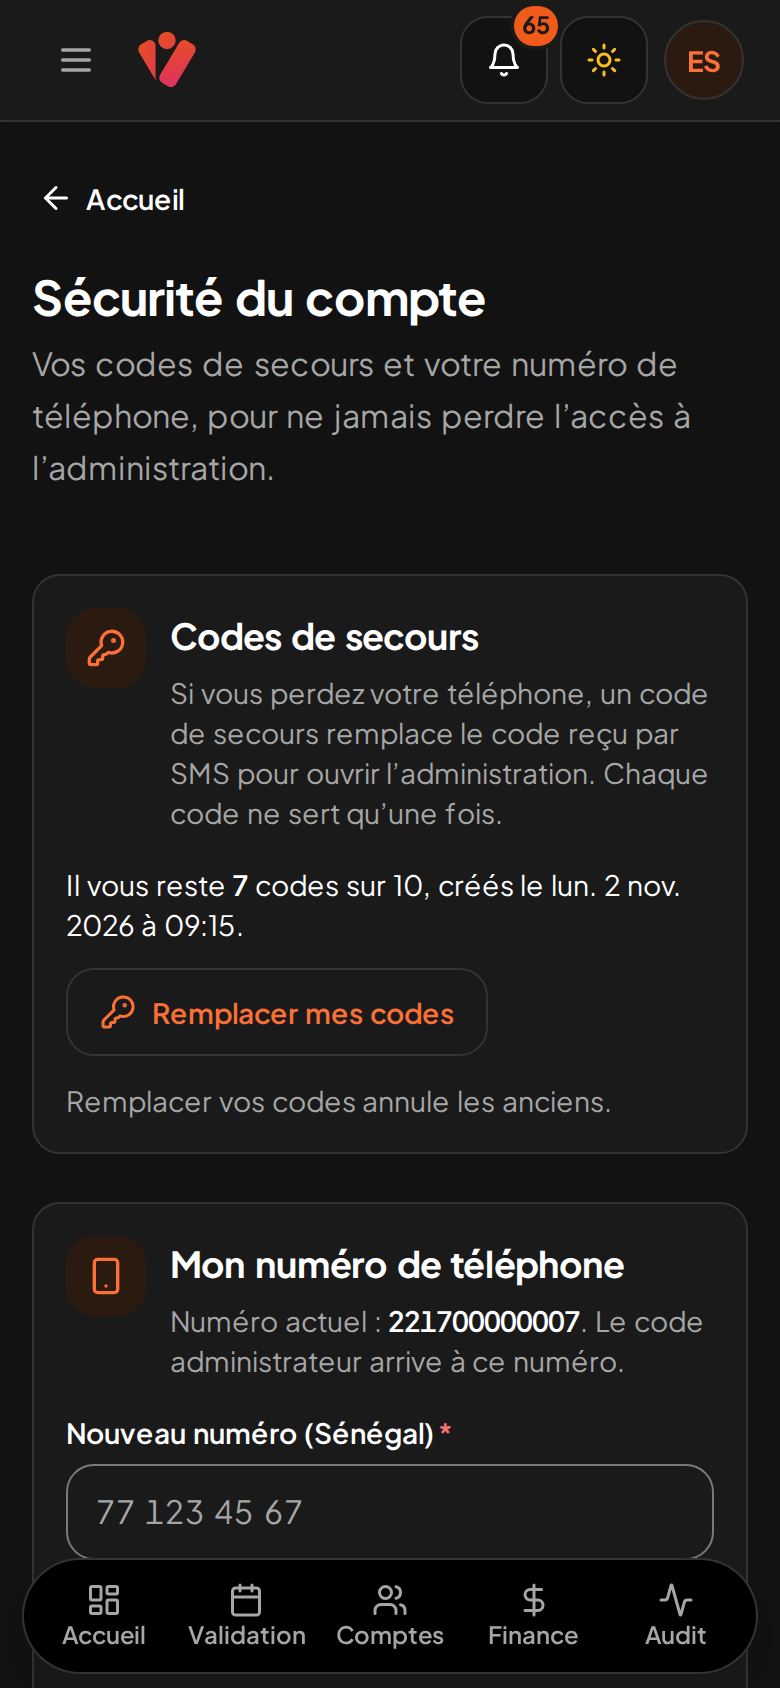 65
ES
Accueil
Sécurité du compte
Vos codes de secours et votre numéro de
téléphone, pour ne jamais perdre l’accès à
l’administration.
Codes de secours
Si vous perdez votre téléphone, un code
de secours remplace le code reçu par
SMS pour ouvrir l’administration. Chaque
code ne sert qu’une fois.
Il vous reste 7 codes sur 10, créés le lun. 2 nov.
2026 à 09:15.
Remplacer mes codes
Remplacer vos codes annule les anciens.
Mon numéro de téléphone
Numéro actuel : 221700000007. Le code
administrateur arrive à ce numéro.
Nouveau numéro (Sénégal) *
77 123 45 67
Accueil Validation Comptes Finance Audit